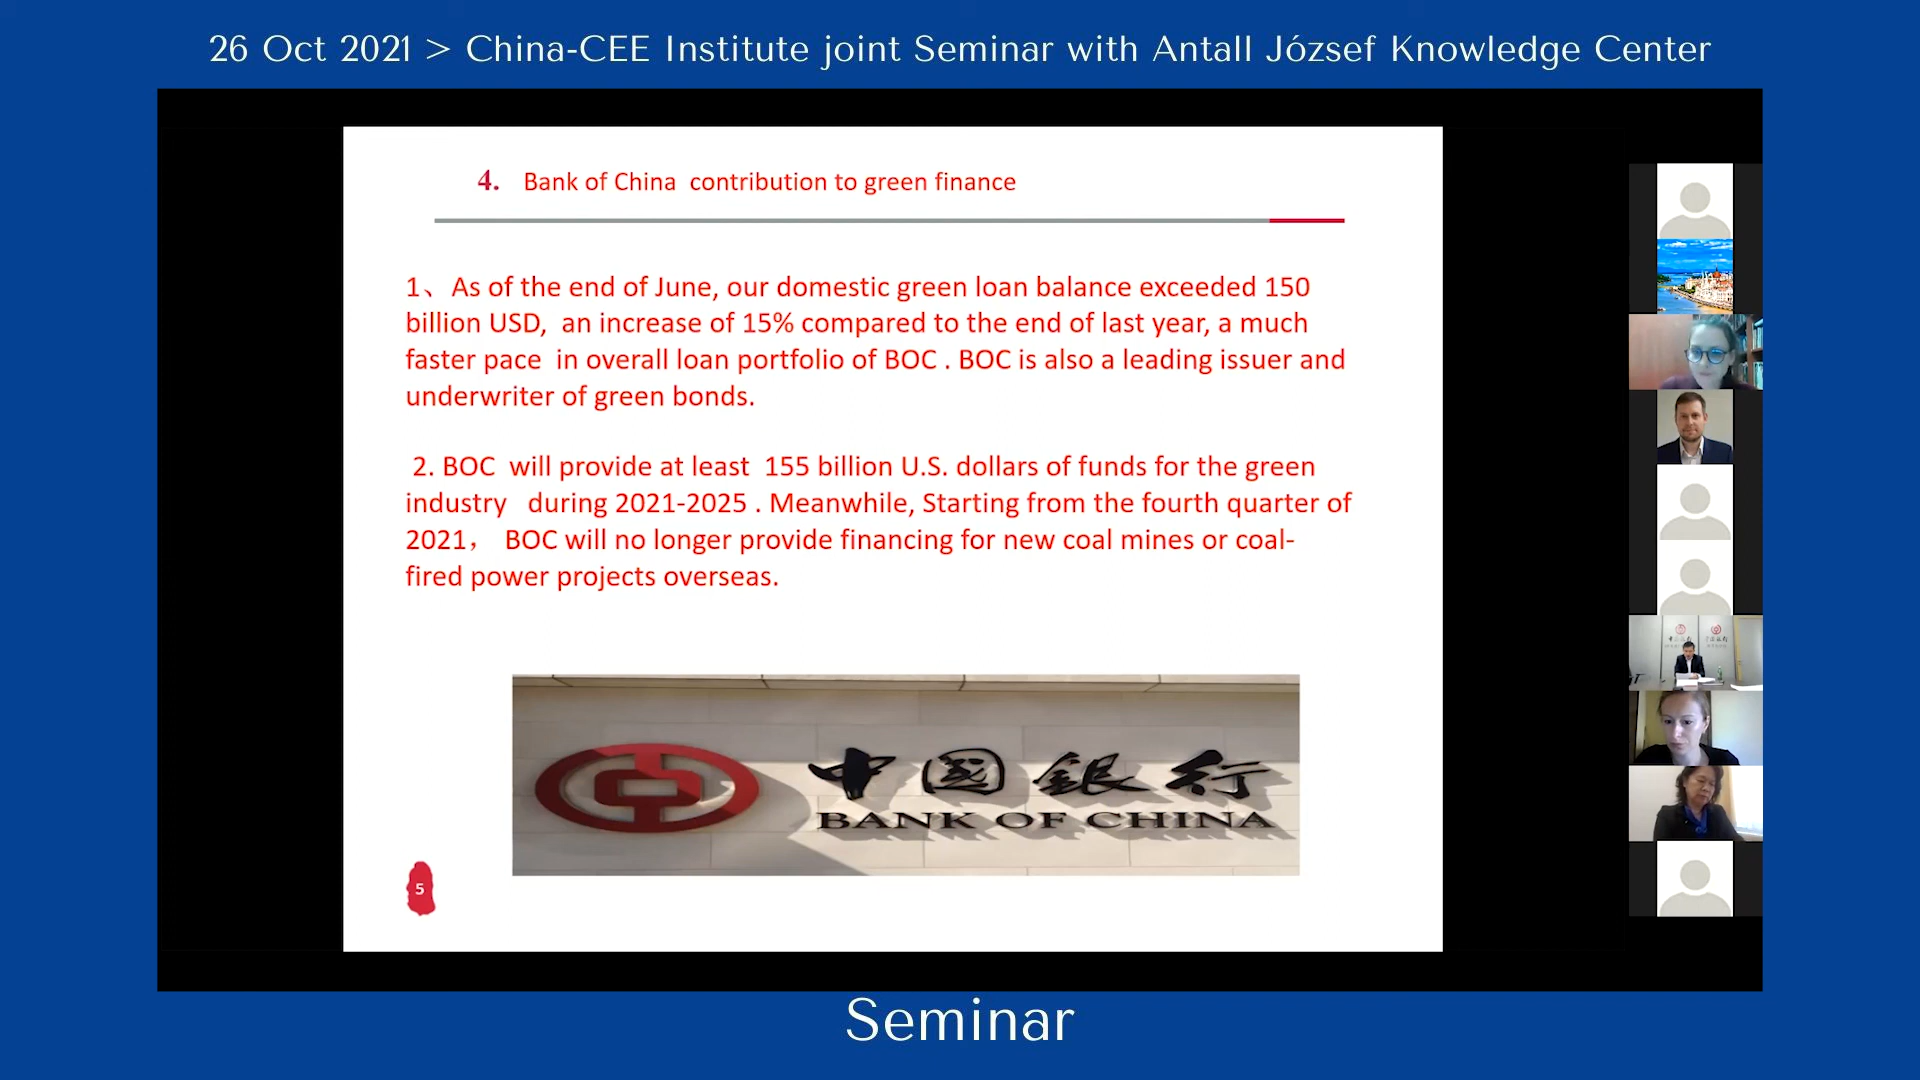 26 Oct 2021 > China-CEE Institute joint Seminar with Antall József Knowledge Center
4. Bank of China contribution to green finance
1、As of the end of June, our domestic green loan balance exceeded 150
billion USD, an increase of 15% compared to the end of last year, a much
faster pace in overall loan portfolio of BOC . BOC is also a leading issuer and
underwriter of green bonds.
2. BOC will provide at least 155 billion U.S. dollars of funds for the green
industry during 2021-2025 . Meanwhile, Starting from the fourth quarter of
2021， BOC will no longer provide financing for new coal mines or coal-
fired power projects overseas.
中國銀行
BANK OF CHINA
5
Seminar